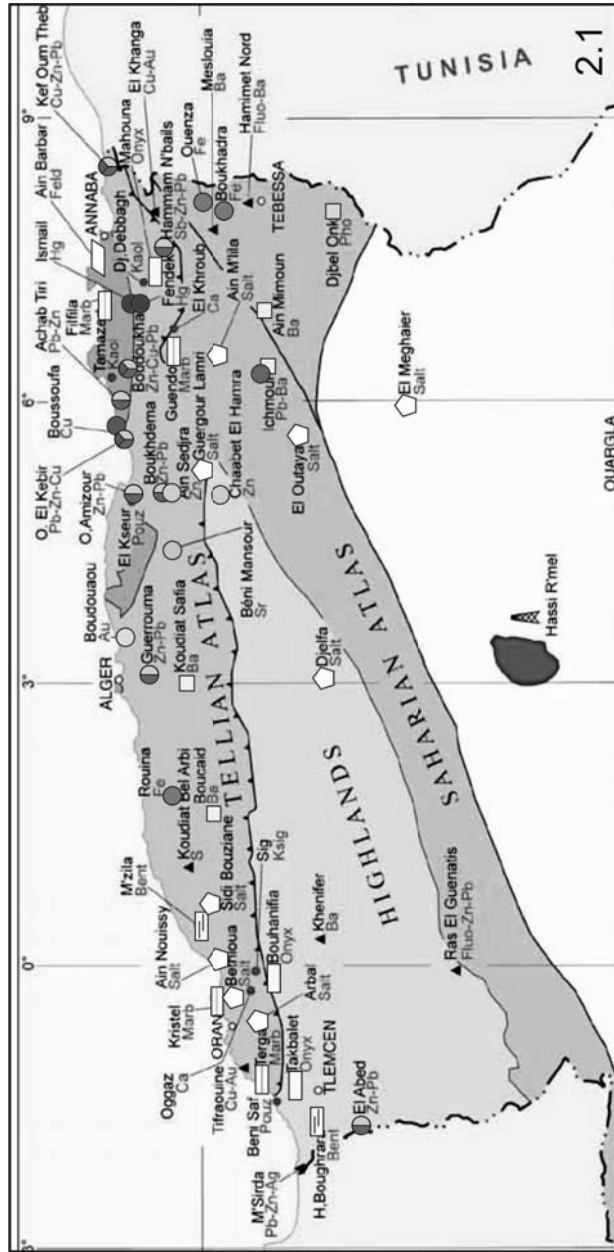 Kef Oum Theb
Cu-Zn-Pb
Ain Barbar
Feld
Ismail
Hg
Achab Tiri
Pb-Zn
Boussoufa
Cu
O. El Kebir
Pb-Zn-Cu
O.Amizour
Zn-Pb
El Kseur
Pouz
Boudouaou
Au
ALGER
Guerrouma
Zn-Pb
Koudiat Safia
Ba
Rouina
Fe
Koudiat Bel Arbi
S
Boucaid
Ba
M'zila
Bent
Sidi Bouziane
Salt
Ain Nouissy
Salt
Bethioua
Salt
Kristel
Marb
ORAN
Oggaz
Ca
Tifraouine
Cu-Au
Terga
Marb
Beni Saf
Pouz
M'Sirda
Pb-Zn-Ag
H.Boughrar
Bent
TLEMCEN
Takbalet
Onyx
El Abed
Zn-Pb
Arbal
Salt
Bouhanifia
Onyx
Sig
Ksig
Khenifer
Ba
Ras El Guenatis
Fluo-Zn-Pb
TELLIAN ATLAS
HIGHLANDS
SAHARIAN ATLAS
Béni Mansour
Sr
Djelfa
Salt
Hassi R'mel
OUARGLA
El Meghaier
Salt
El Outaya
Salt
Chaabet El Hamra
Zn
Guergour Lamri
Salt
Ain Sedjra
Zn
Boukhdema
Zn-Pb
Boudoukha
Zn-Cu-Pb
Tamaze
Kaol
Filfila
Marb
ANNABA
Dj.Debbagh
Kaol
Mahouna
Onyx
El Khanga
Cu-Au
Hammam N'bails
Sb-Zn-Pb
Fendek
Hg
El Khroub
Ca
Guendo
Marb
Ain M'lila
Salt
Ichmoul
Pb-Ba
Ain Mimoun
Ba
Ouenza
Fe
Meslouia
Ba
Boukhadra
Fe
Hamimet Nord
Fluo-Ba
TEBESSA
Djbel Onk
Pho
TUNISIA
3°
0°
3°
6°
9°
2.1